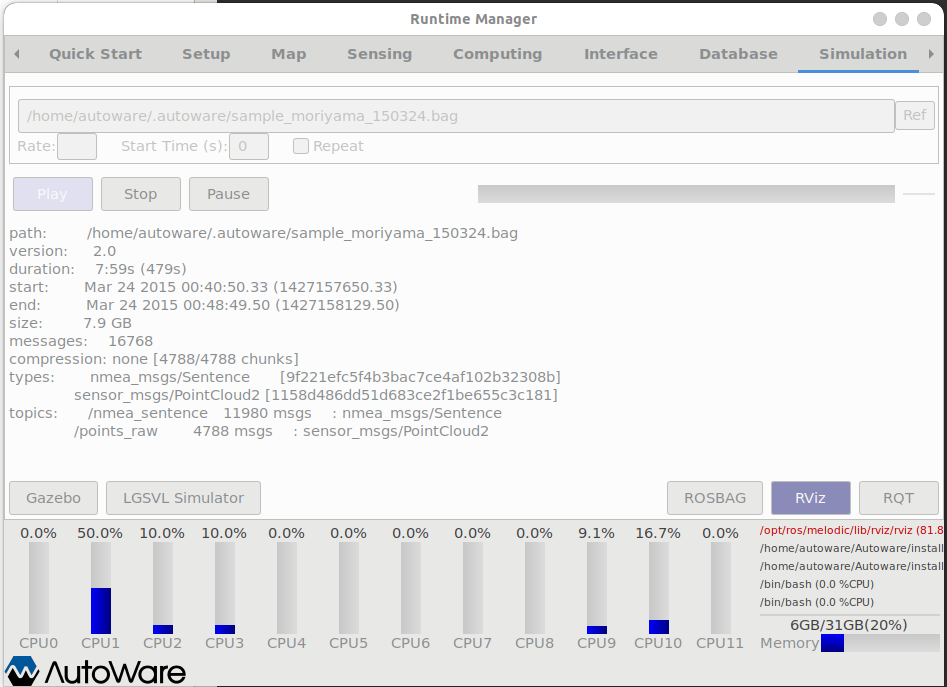 Runtime Manager
Quick Start Setup Map Sensing Computing Interface Database Simulation
/home/autoware/.autoware/sample_moriyama_150324.bag Ref
Rate: Start Time (s): 0 Repeat
Play Stop Pause
path: /home/autoware/.autoware/sample_moriyama_150324.bag
version: 2.0
duration: 7:59s (479s)
start: Mar 24 2015 00:40:50.33 (1427157650.33)
end: Mar 24 2015 00:48:49.50 (1427158129.50)
size: 7.9 GB
messages: 16768
compression: none [4788/4788 chunks]
types: nmea_msgs/Sentence [9f221efc5f4b3bac7ce4af102b32308b]
sensor_msgs/PointCloud2 [1158d486dd51d683ce2f1be655c3c181]
topics: /nmea_sentence 11980 msgs : nmea_msgs/Sentence
/points_raw 4788 msgs : sensor_msgs/PointCloud2
Gazebo LGSVL Simulator ROSBAG RViz RQT
0.0% 50.0% 10.0% 10.0% 0.0% 0.0% 0.0% 0.0% 0.0% 9.1% 16.7% 0.0%
CPU0 CPU1 CPU2 CPU3 CPU4 CPU5 CPU6 CPU7 CPU8 CPU9 CPU10 CPU11
/opt/ros/melodic/lib/rviz/rviz (81.8
/home/autoware/Autoware/install
/home/autoware/Autoware/install
/bin/bash (0.0 %CPU)
/bin/bash (0.0 %CPU)
6GB/31GB(20%)
Memory
AutoWare